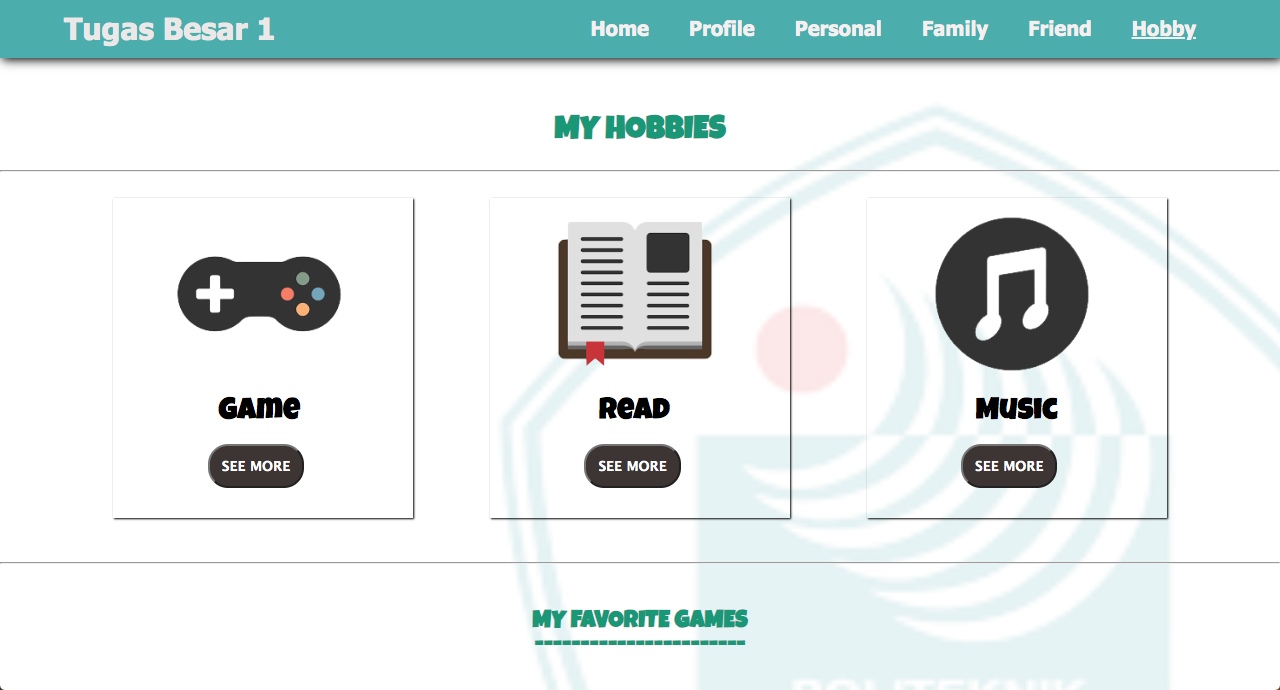 Tugas Besar 1
Home Profile Personal Family Friend Hobby
MY HOBBIES
Game Read Music
SEE MORE SEE MORE SEE MORE
MY FAVORITE GAMES
-----------------------
POLITEKNIK